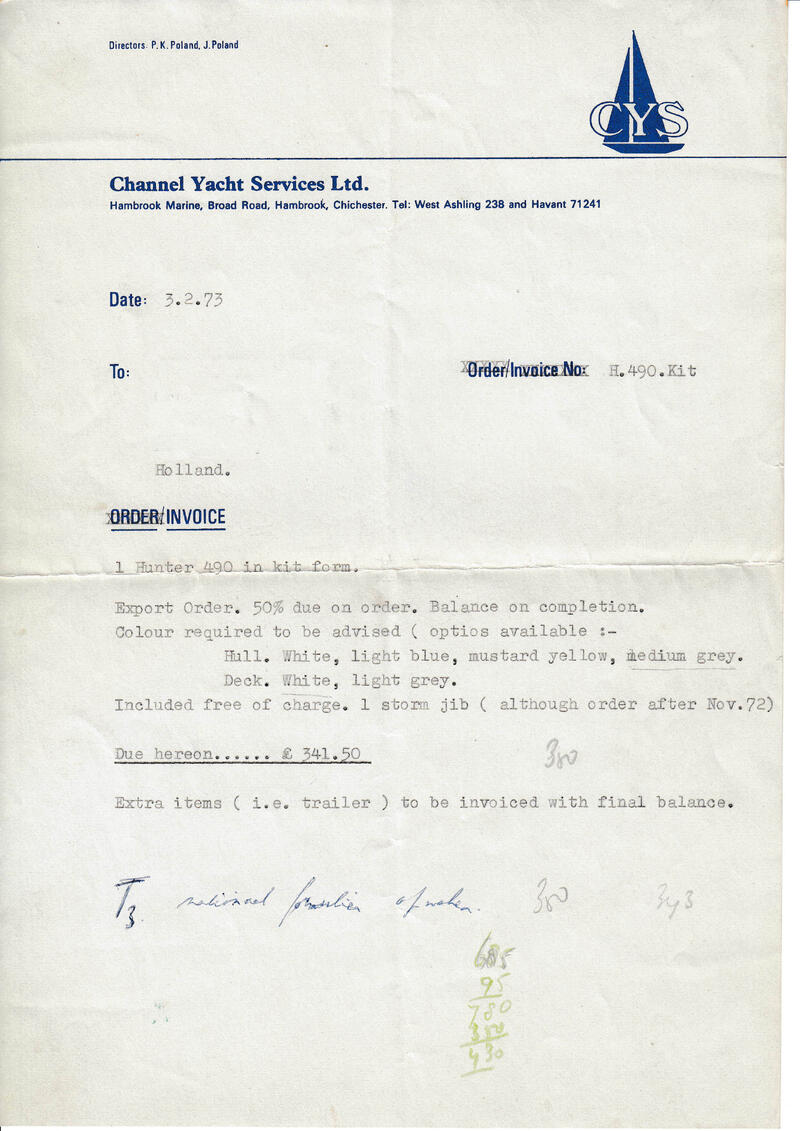 Directors P. K. Poland, J. Poland
CYS
Channel Yacht Services Ltd.
Hambrook Marine, Broad Road, Hambrook, Chichester. Tel: West Ashling 238 and Havant 71241
Date: 3.2.73
To:
Order/Invoice No: H.490.Kit
Holland.
ORDER/INVOICE
1 Hunter 490 in kit form.
Export Order. 50% due on order. Balance on completion.
Colour required to be advised ( optios available :-
Hull. White, light blue, mustard yellow, medium grey.
Deck. White, light grey.
Included free of charge. 1 storm jib ( although order after Nov.72)
Due hereon...... £ 341.50
380
Extra items ( i.e. trailer ) to be invoiced with final balance.
T3. national
380
343
685
95
780
430